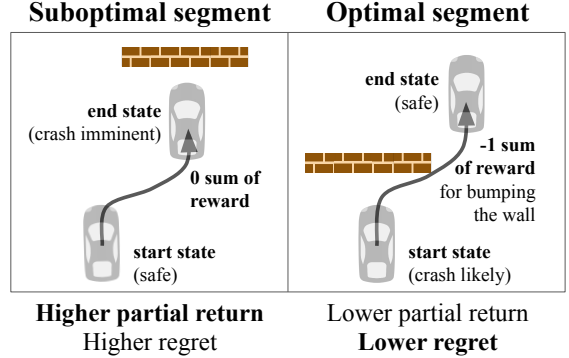 Suboptimal segment
end state
(crash imminent)
0 sum of
reward
start state
(safe)
Higher partial return
Higher regret
Optimal segment
end state
(safe)
-1 sum
of reward
for bumping
the wall
start state
(crash likely)
Lower partial return
Lower regret